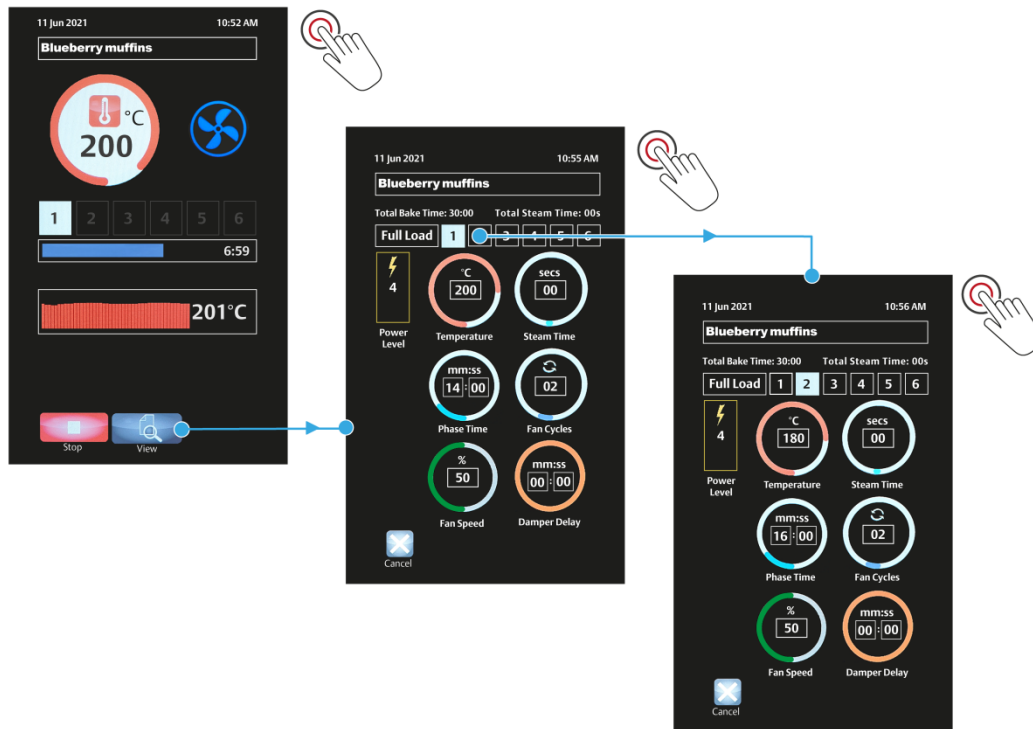 11 Jun 2021 10:52 AM
Blueberry muffins
°C
200
1 2 3 4 5 6
6:59
201°C
Stop View
11 Jun 2021 10:55 AM
Blueberry muffins
Total Bake Time: 30:00 Total Steam Time: 00s
Full Load 1 3 4 5 6
4
Power
Level
°C
200
Temperature
secs
00
Steam Time
mm:ss
14:00
Phase Time
02
Fan Cycles
%
50
Fan Speed
mm:ss
00:00
Damper Delay
Cancel
11 Jun 2021 10:56 AM
Blueberry muffins
Total Bake Time: 30:00 Total Steam Time: 00s
Full Load 1 2 3 4 5 6
4
Power
Level
°C
180
Temperature
secs
00
Steam Time
mm:ss
16:00
Phase Time
02
Fan Cycles
%
50
Fan Speed
mm:ss
00:00
Damper Delay
Cancel